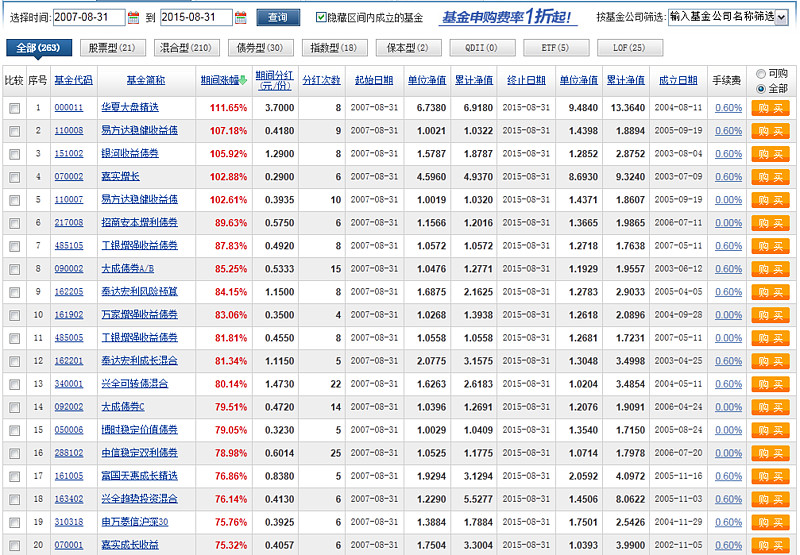 选择时间: 2007-08-31 到 2015-08-31 查询 隐藏区间内成立的基金 基金申购费率1折起! 按基金公司筛选: 输入基金公司名称筛选
全部(263) 股票型(21) 混合型(210) 债券型(30) 指数型(18) 保本型(2) QDII(0) ETF(5) LOF(25)
比较 序号 基金代码 基金简称 期间涨幅 期间分红(元/份) 分红次数 起始日期 单位净值 累计净值 终止日期 单位净值 累计净值 成立日期 手续费 可购 全部
1 000011 华夏大盘精选 111.65% 3.7000 8 2007-08-31 6.7380 6.9180 2015-08-31 9.4840 13.3640 2004-08-11 0.60% 购买
2 110008 易方达稳健收益债 107.18% 0.4180 9 2007-08-31 1.0021 1.0322 2015-08-31 1.4398 1.8894 2005-09-19 0.60% 购买
3 151002 银河收益债券 105.92% 1.2900 8 2007-08-31 1.5787 1.8787 2015-08-31 1.2852 2.8752 2003-08-04 0.60% 购买
4 070002 嘉实增长 102.88% 0.2900 6 2007-08-31 4.5960 4.9370 2015-08-31 8.6930 9.3240 2003-07-09 0.60% 购买
5 110007 易方达稳健收益债 102.61% 0.3935 10 2007-08-31 1.0019 1.0320 2015-08-31 1.4371 1.8607 2005-09-19 0.00% 购买
6 217008 招商安本增利债券 89.63% 0.5750 6 2007-08-31 1.1566 1.2016 2015-08-31 1.3665 1.9865 2006-07-11 0.00% 购买
7 485105 工银增强收益债券 87.83% 0.4920 8 2007-08-31 1.0572 1.0572 2015-08-31 1.2718 1.7638 2007-05-11 0.60% 购买
8 090002 大成债券A/B 85.25% 0.5333 15 2007-08-31 1.0476 1.2771 2015-08-31 1.1929 1.9557 2003-06-12 0.60% 购买
9 162205 泰达宏利风险预算 84.15% 1.1500 8 2007-08-31 1.6875 2.1625 2015-08-31 1.2783 2.9033 2005-04-05 0.60% 购买
10 161902 万家增强收益债券 83.06% 0.3500 4 2007-08-31 1.0268 1.3938 2015-08-31 1.2618 2.0896 2004-09-28 0.00% 购买
11 485005 工银增强收益债券 81.81% 0.4550 8 2007-08-31 1.0558 1.0558 2015-08-31 1.2681 1.7231 2007-05-11 0.00% 购买
12 162201 泰达宏利成长混合 81.34% 1.1150 5 2007-08-31 2.0775 3.1575 2015-08-31 1.3048 3.4998 2003-04-25 0.60% 购买
13 340001 兴全可转债混合 80.14% 1.4730 22 2007-08-31 1.6263 2.6183 2015-08-31 1.0204 3.4854 2004-05-11 0.60% 购买
14 092002 大成债券C 79.51% 0.4720 14 2007-08-31 1.0396 1.2691 2015-08-31 1.2076 1.9091 2006-04-24 0.00% 购买
15 050006 博时稳定价值债券 79.05% 0.3230 5 2007-08-31 1.0029 1.0409 2015-08-31 1.3540 1.7150 2005-08-24 0.00% 购买
16 288102 中信稳定双利债券 78.98% 0.6014 25 2007-08-31 1.0525 1.1775 2015-08-31 1.0714 1.7978 2006-07-20 0.00% 购买
17 161005 富国天惠成长精选 76.86% 0.8380 5 2007-08-31 1.9294 3.1294 2015-08-31 2.0592 4.0972 2005-11-16 0.60% 购买
18 163402 兴全趋势投资混合 76.14% 0.4130 6 2007-08-31 1.2290 5.5277 2015-08-31 1.4506 8.0622 2005-11-03 0.60% 购买
19 310318 申万菱信沪深30 75.76% 0.3925 6 2007-08-31 1.3884 1.7884 2015-08-31 1.7501 2.5426 2004-11-29 0.60% 购买
20 070001 嘉实成长收益 75.32% 0.4057 6 2007-08-31 1.7504 3.3004 2015-08-31 1.0393 3.9900 2002-11-05 0.60% 购买